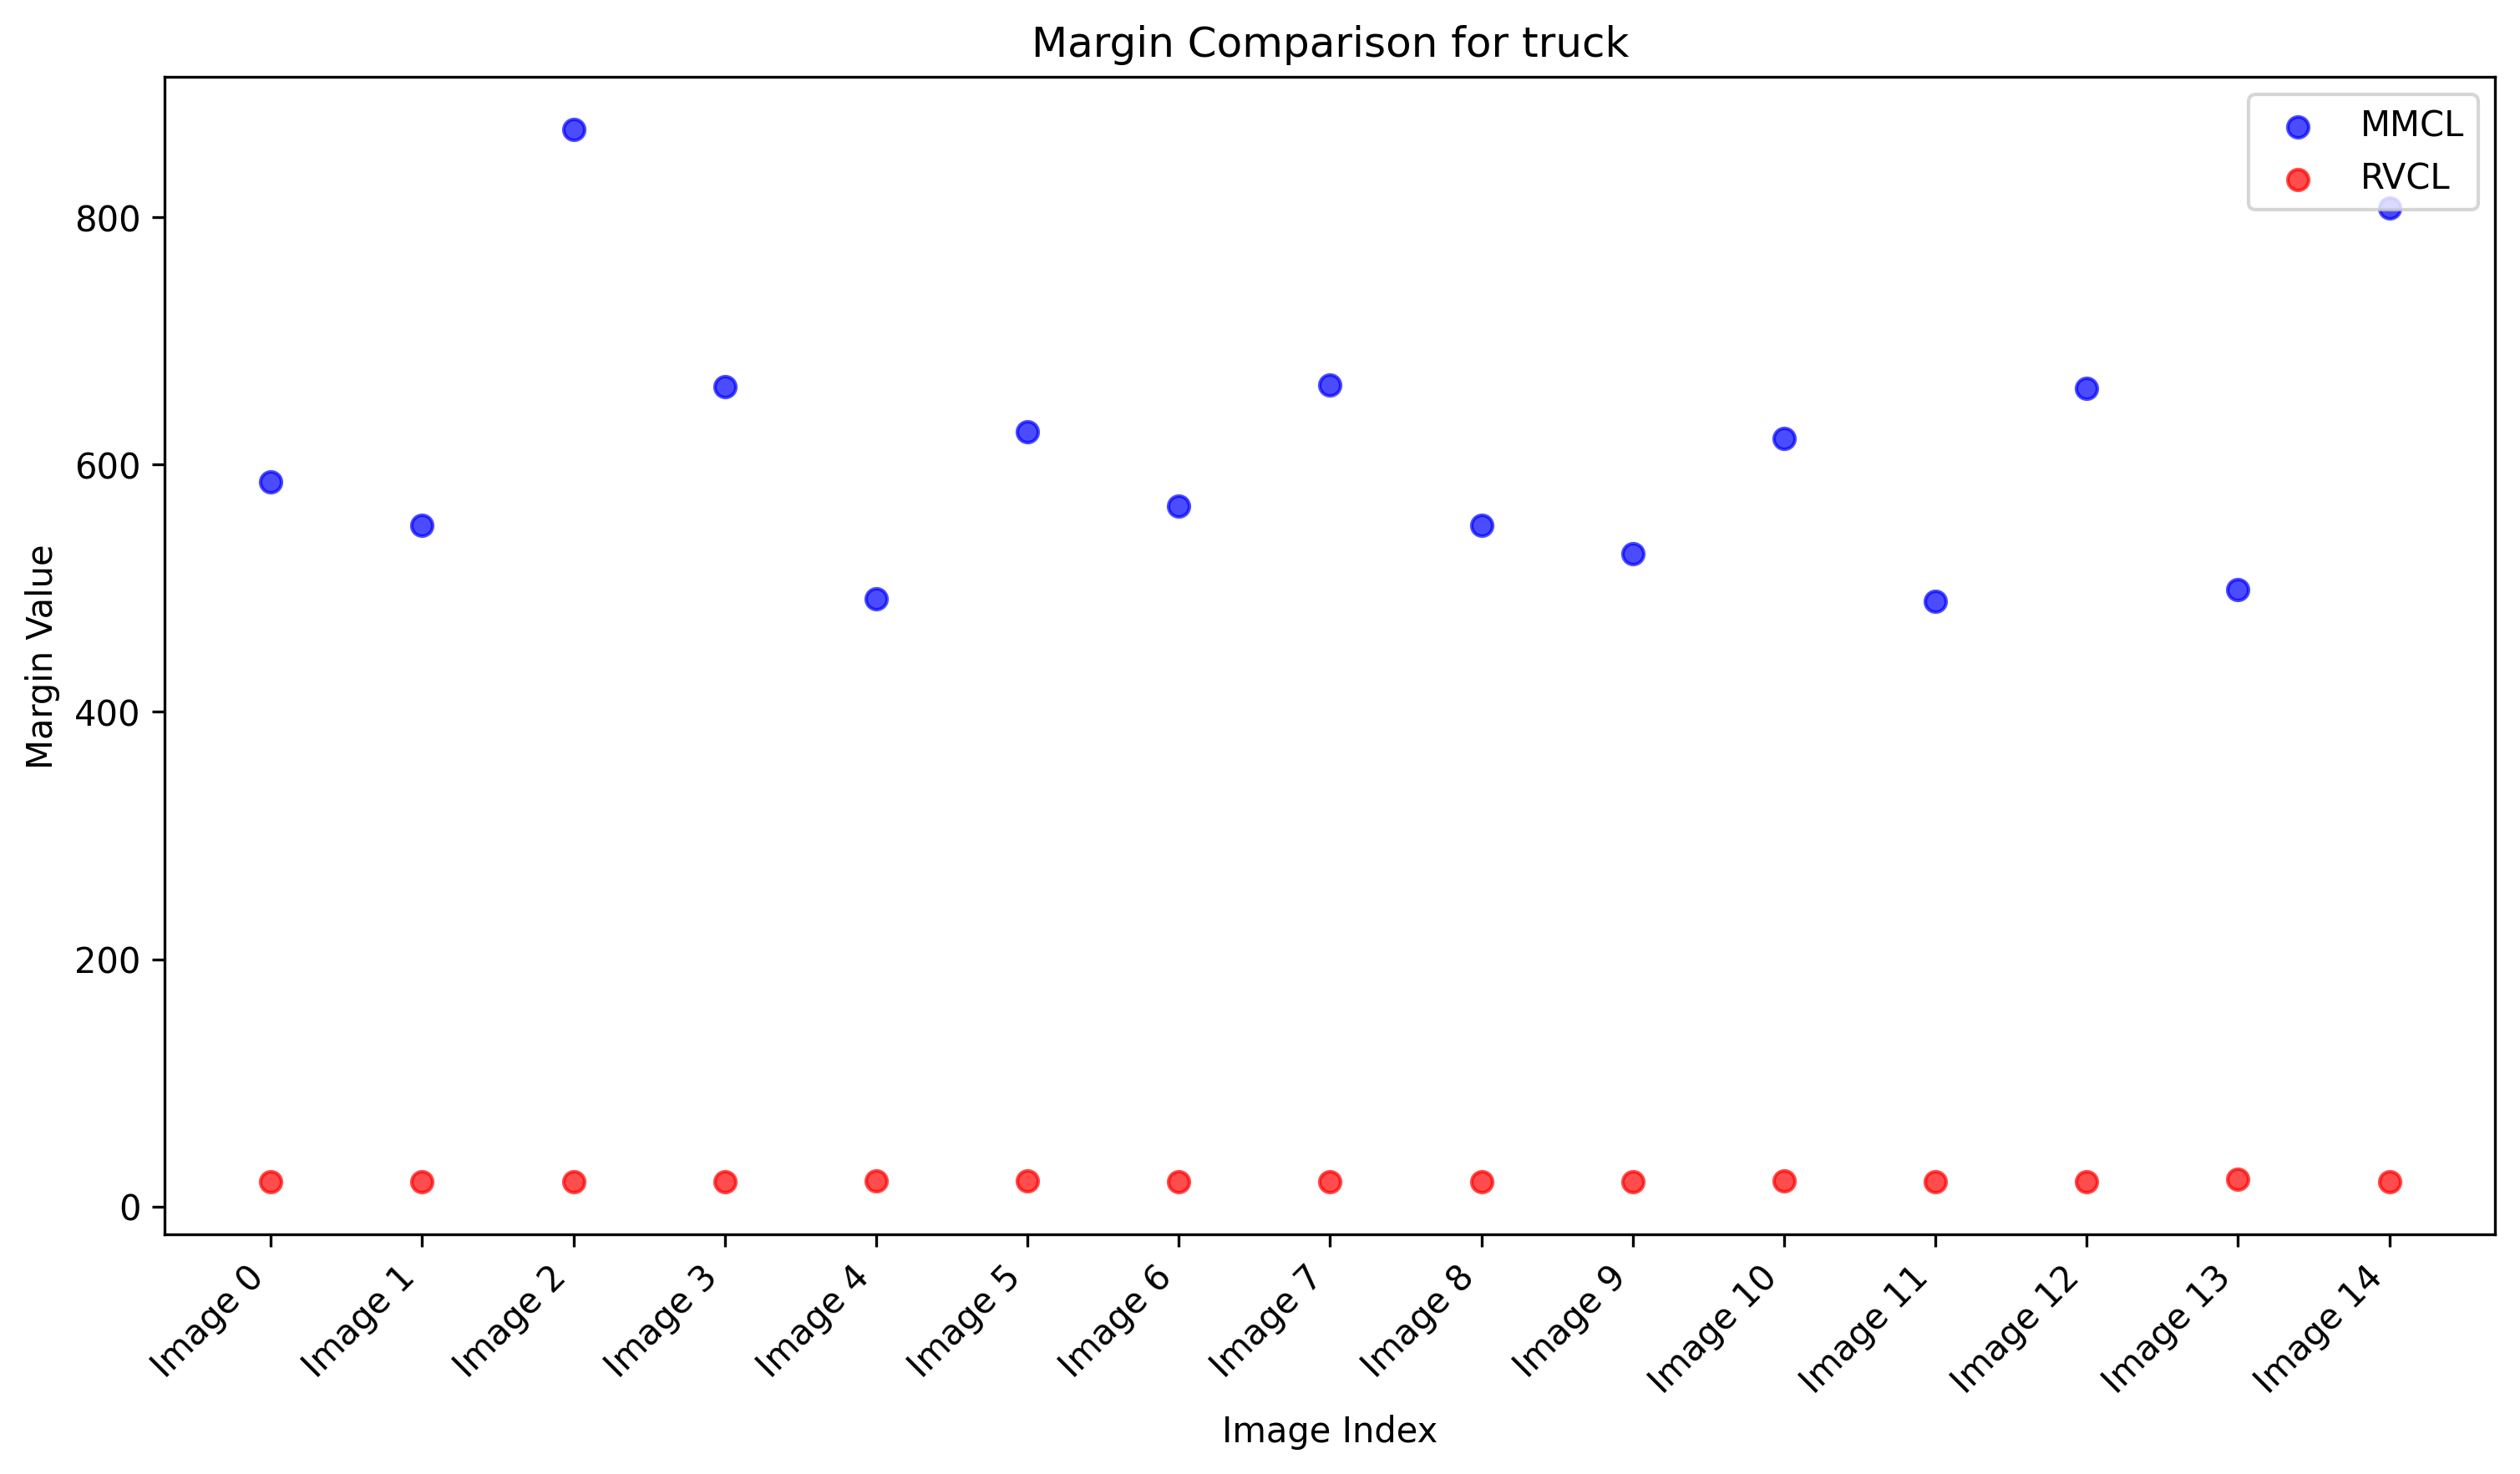 Margin Comparison for truck
MMCL
RVCL
Margin Value
800
600
400
200
0
Image 0
Image 1
Image 2
Image 3
Image 4
Image 5
Image 6
Image 7
Image 8
Image 9
Image 10
Image 11
Image 12
Image 13
Image 14
Image Index